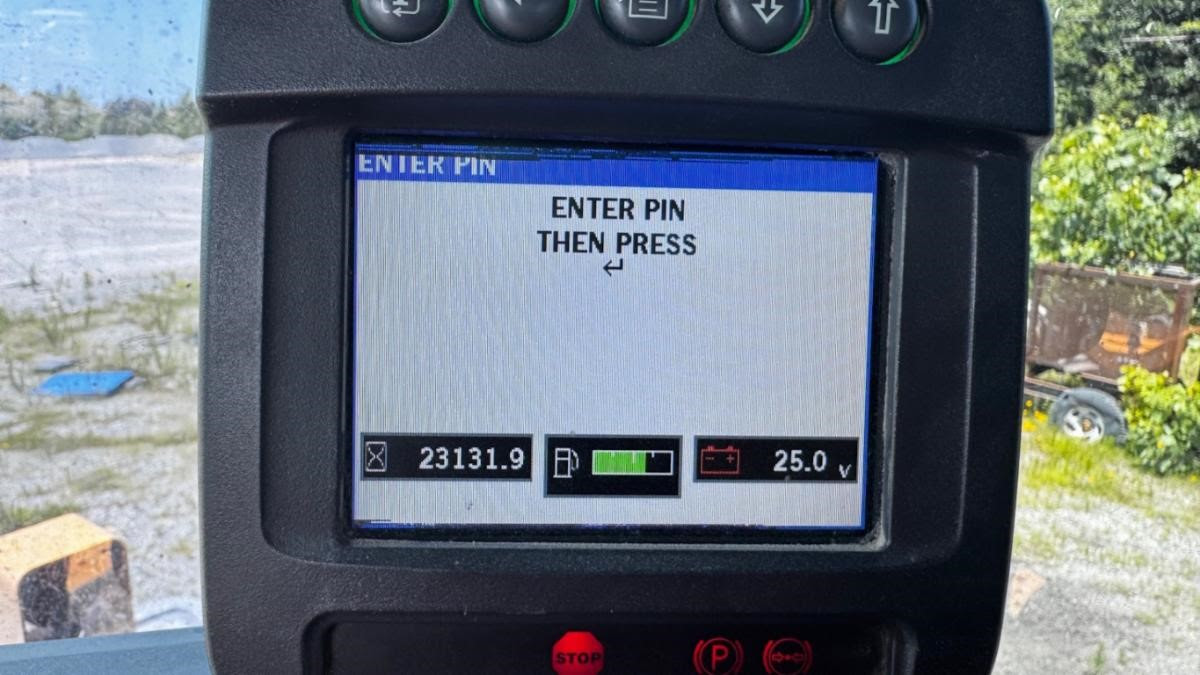 ENTER PIN
ENTER PIN
THEN PRESS
↵
23131.9
25.0 v
STOP
P